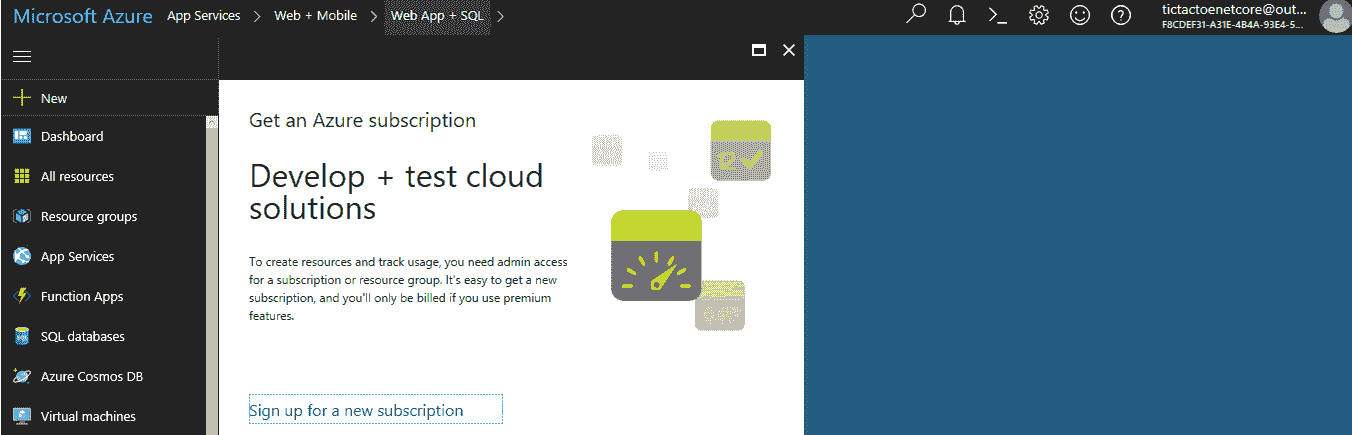 Microsoft Azure App Services > Web + Mobile > Web App + SQL >
tictactoenetcore@out...
F8CDEF31-A31E-4B4A-93E4-5...
New
Dashboard
All resources
Resource groups
App Services
Function Apps
SQL databases
Azure Cosmos DB
Virtual machines
Get an Azure subscription
Develop + test cloud
solutions
To create resources and track usage, you need admin access
for a subscription or resource group. It's easy to get a new
subscription, and you'll only be billed if you use premium
features.
Sign up for a new subscription